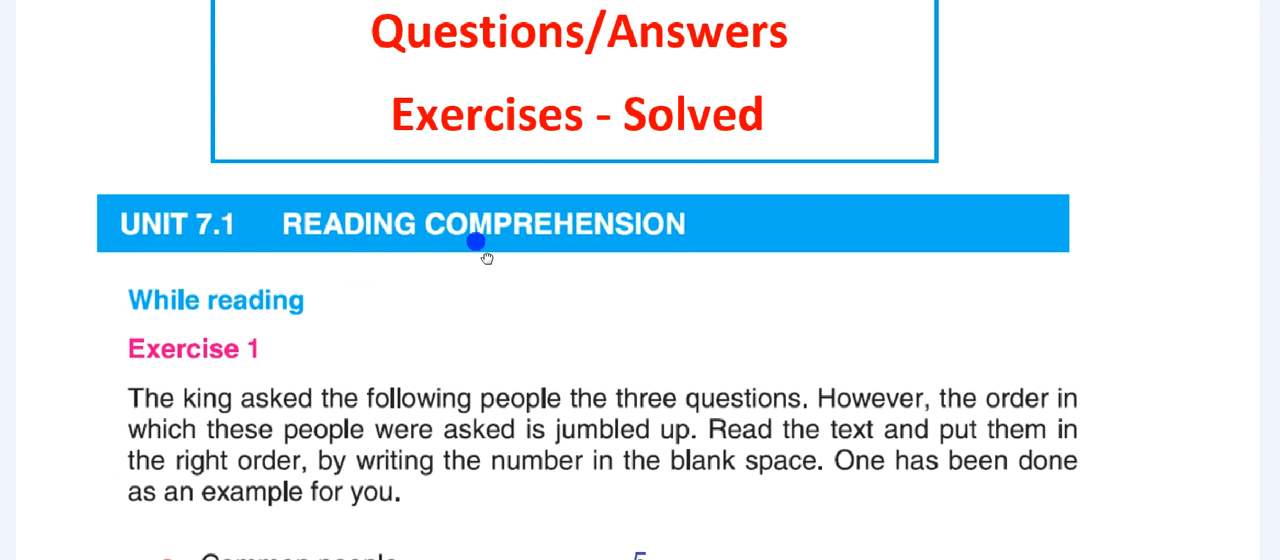 Questions/Answers
Exercises - Solved
UNIT 7.1 READING COMPREHENSION
While reading
Exercise 1
The king asked the following people the three questions. However, the order in
which these people were asked is jumbled up. Read the text and put them in
the right order, by writing the number in the blank space. One has been done
as an example for you.
Common people 5